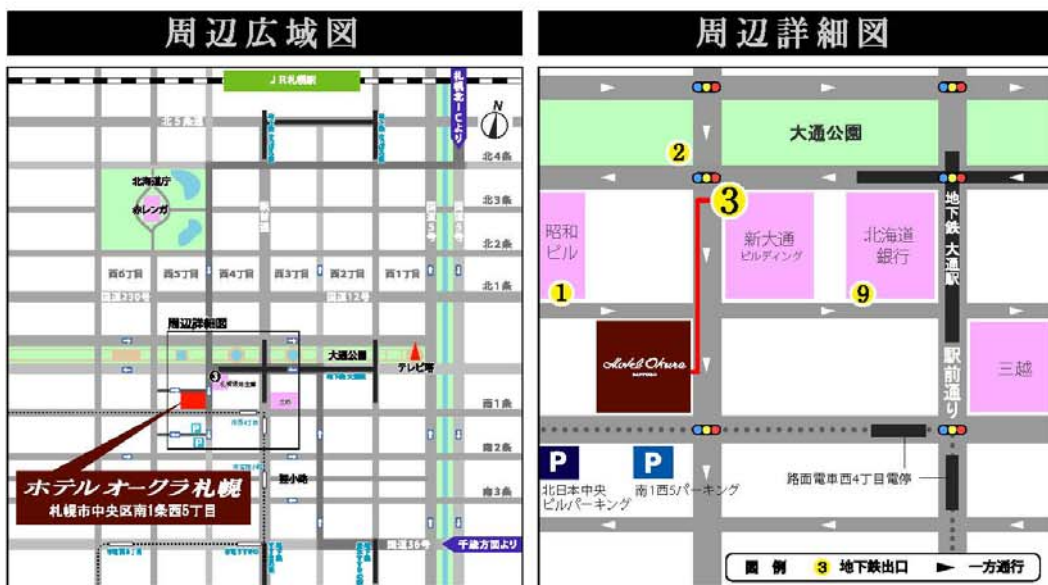 周辺広域図
JR札幌駅
札幌北ICより
N
北5条通
北4条
北海道庁
赤レンガ
北3条
北2条
西6丁目
西5丁目
西4丁目
西3丁目
西2丁目
西1丁目
北1条
国道230号
国道12号
周辺詳細図
大通公園
テレビ塔
3
南1条
P
P
南2条
狸小路
南3条
ホテルオークラ札幌
札幌市中央区南1条西5丁目
国道36号
千歳方面より
周辺詳細図
大通公園
2
3
昭和
ビル
新大通
ビルディング
北海道
銀行
地下鉄 大通駅
1
9
Hotel Okura
SAPPORO
駅前通り
三越
P
北日本中央
ビルパーキング
P
南1西5パーキング
路面電車西4丁目電停
図 例
3
地下鉄出口
一方通行